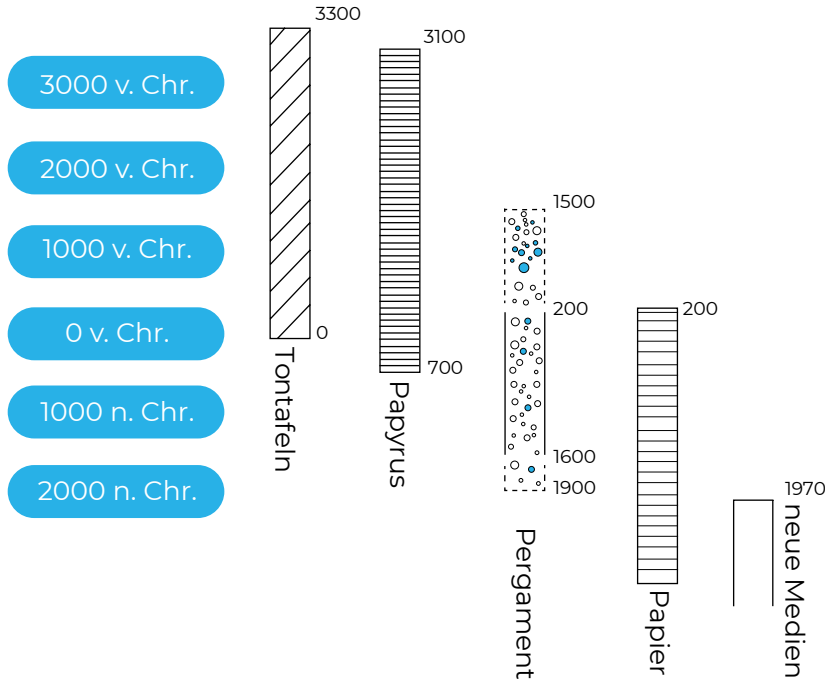 3300
3100
3000 v. Chr.
2000 v. Chr.
1500
1000 v. Chr.
200
200
0 v. Chr.
0
Tontafeln
700
Papyrus
1000 n. Chr.
1600
1900
2000 n. Chr.
1970
neue Medien
Pergament
Papier